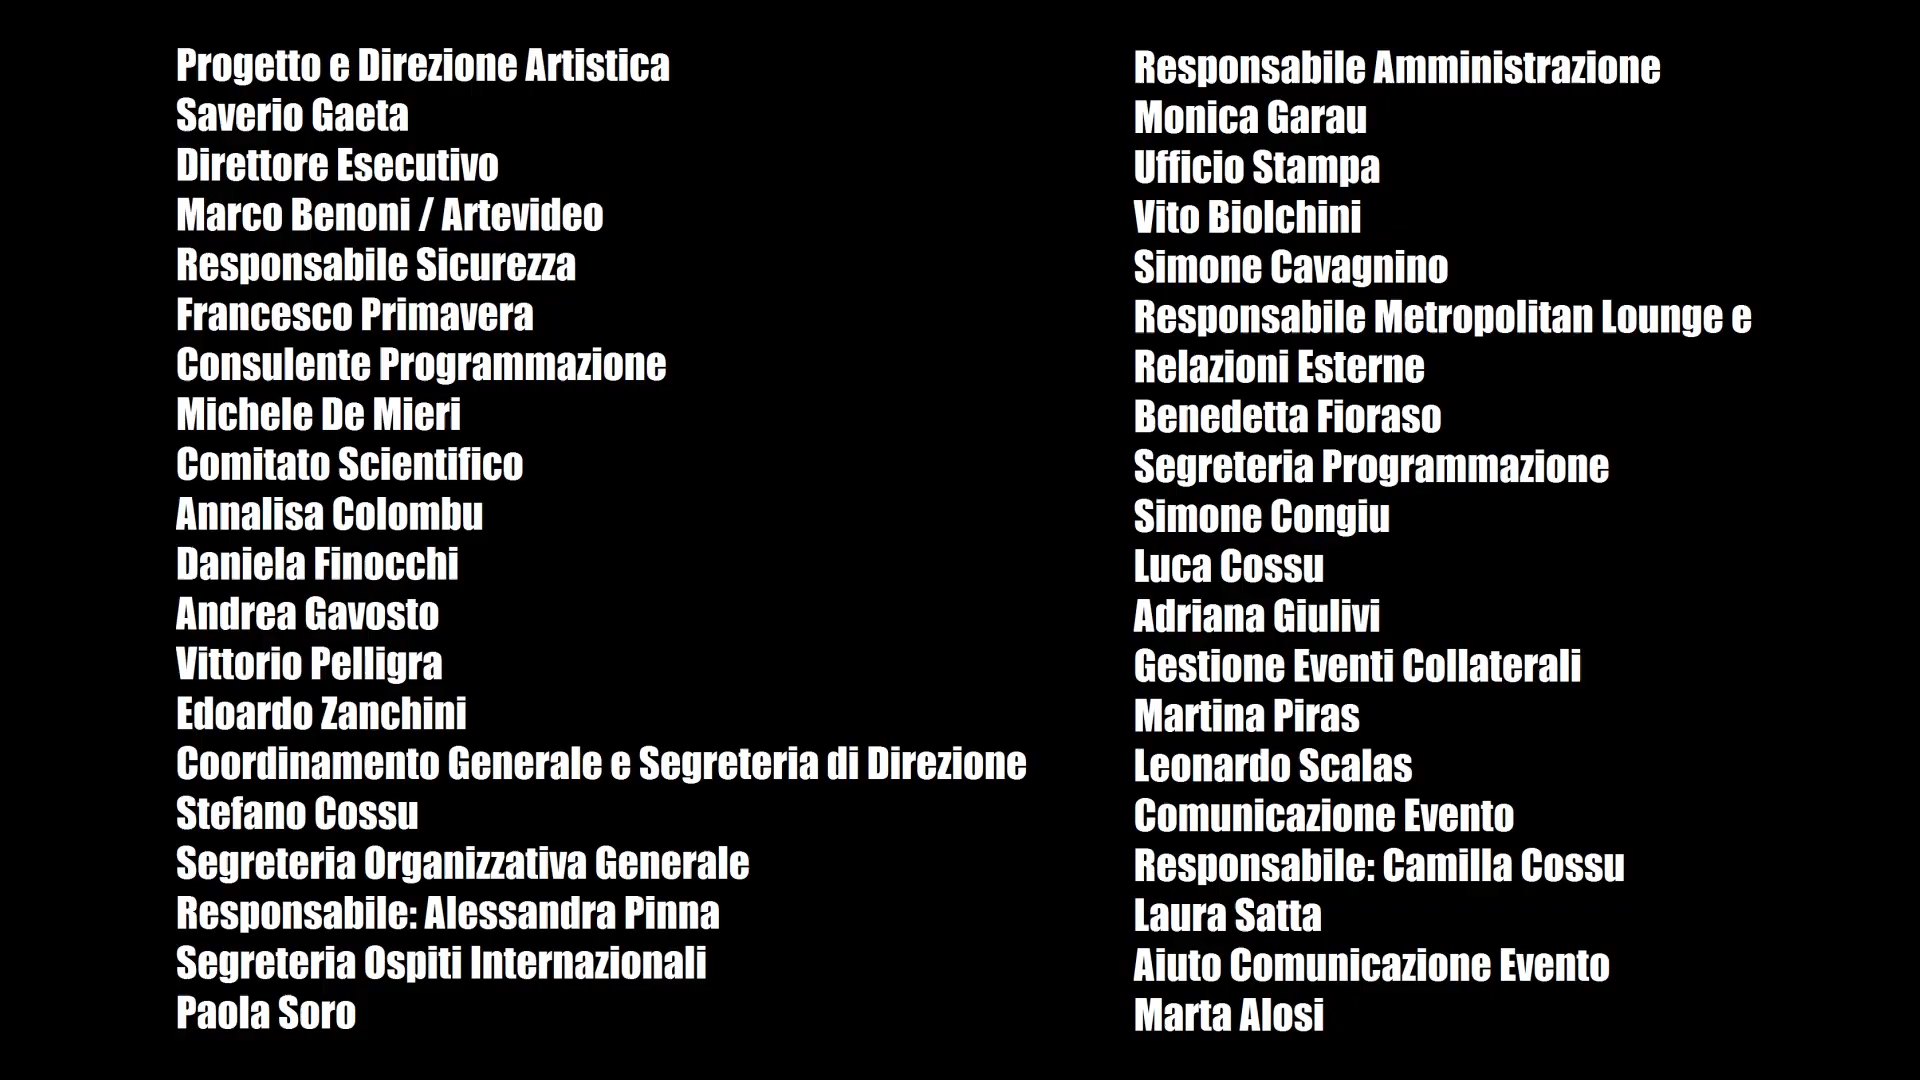 Progetto e Direzione Artistica
Saverio Gaeta
Direttore Esecutivo
Marco Benoni / Artevideo
Responsabile Sicurezza
Francesco Primavera
Consulente Programmazione
Michele De Mieri
Comitato Scientifico
Annalisa Colombu
Daniela Finocchi
Andrea Gavosto
Vittorio Pelligra
Edoardo Zanchini
Coordinamento Generale e Segreteria di Direzione
Stefano Cossu
Segreteria Organizzativa Generale
Responsabile: Alessandra Pinna
Segreteria Ospiti Internazionali
Paola Soro
Responsabile Amministrazione
Monica Garau
Ufficio Stampa
Vito Biolchini
Simone Cavagnino
Responsabile Metropolitan Lounge e
Relazioni Esterne
Benedetta Fioraso
Segreteria Programmazione
Simone Congiu
Luca Cossu
Adriana Giulivi
Gestione Eventi Collaterali
Martina Piras
Leonardo Scalas
Comunicazione Evento
Responsabile: Camilla Cossu
Laura Satta
Aiuto Comunicazione Evento
Marta Alosi